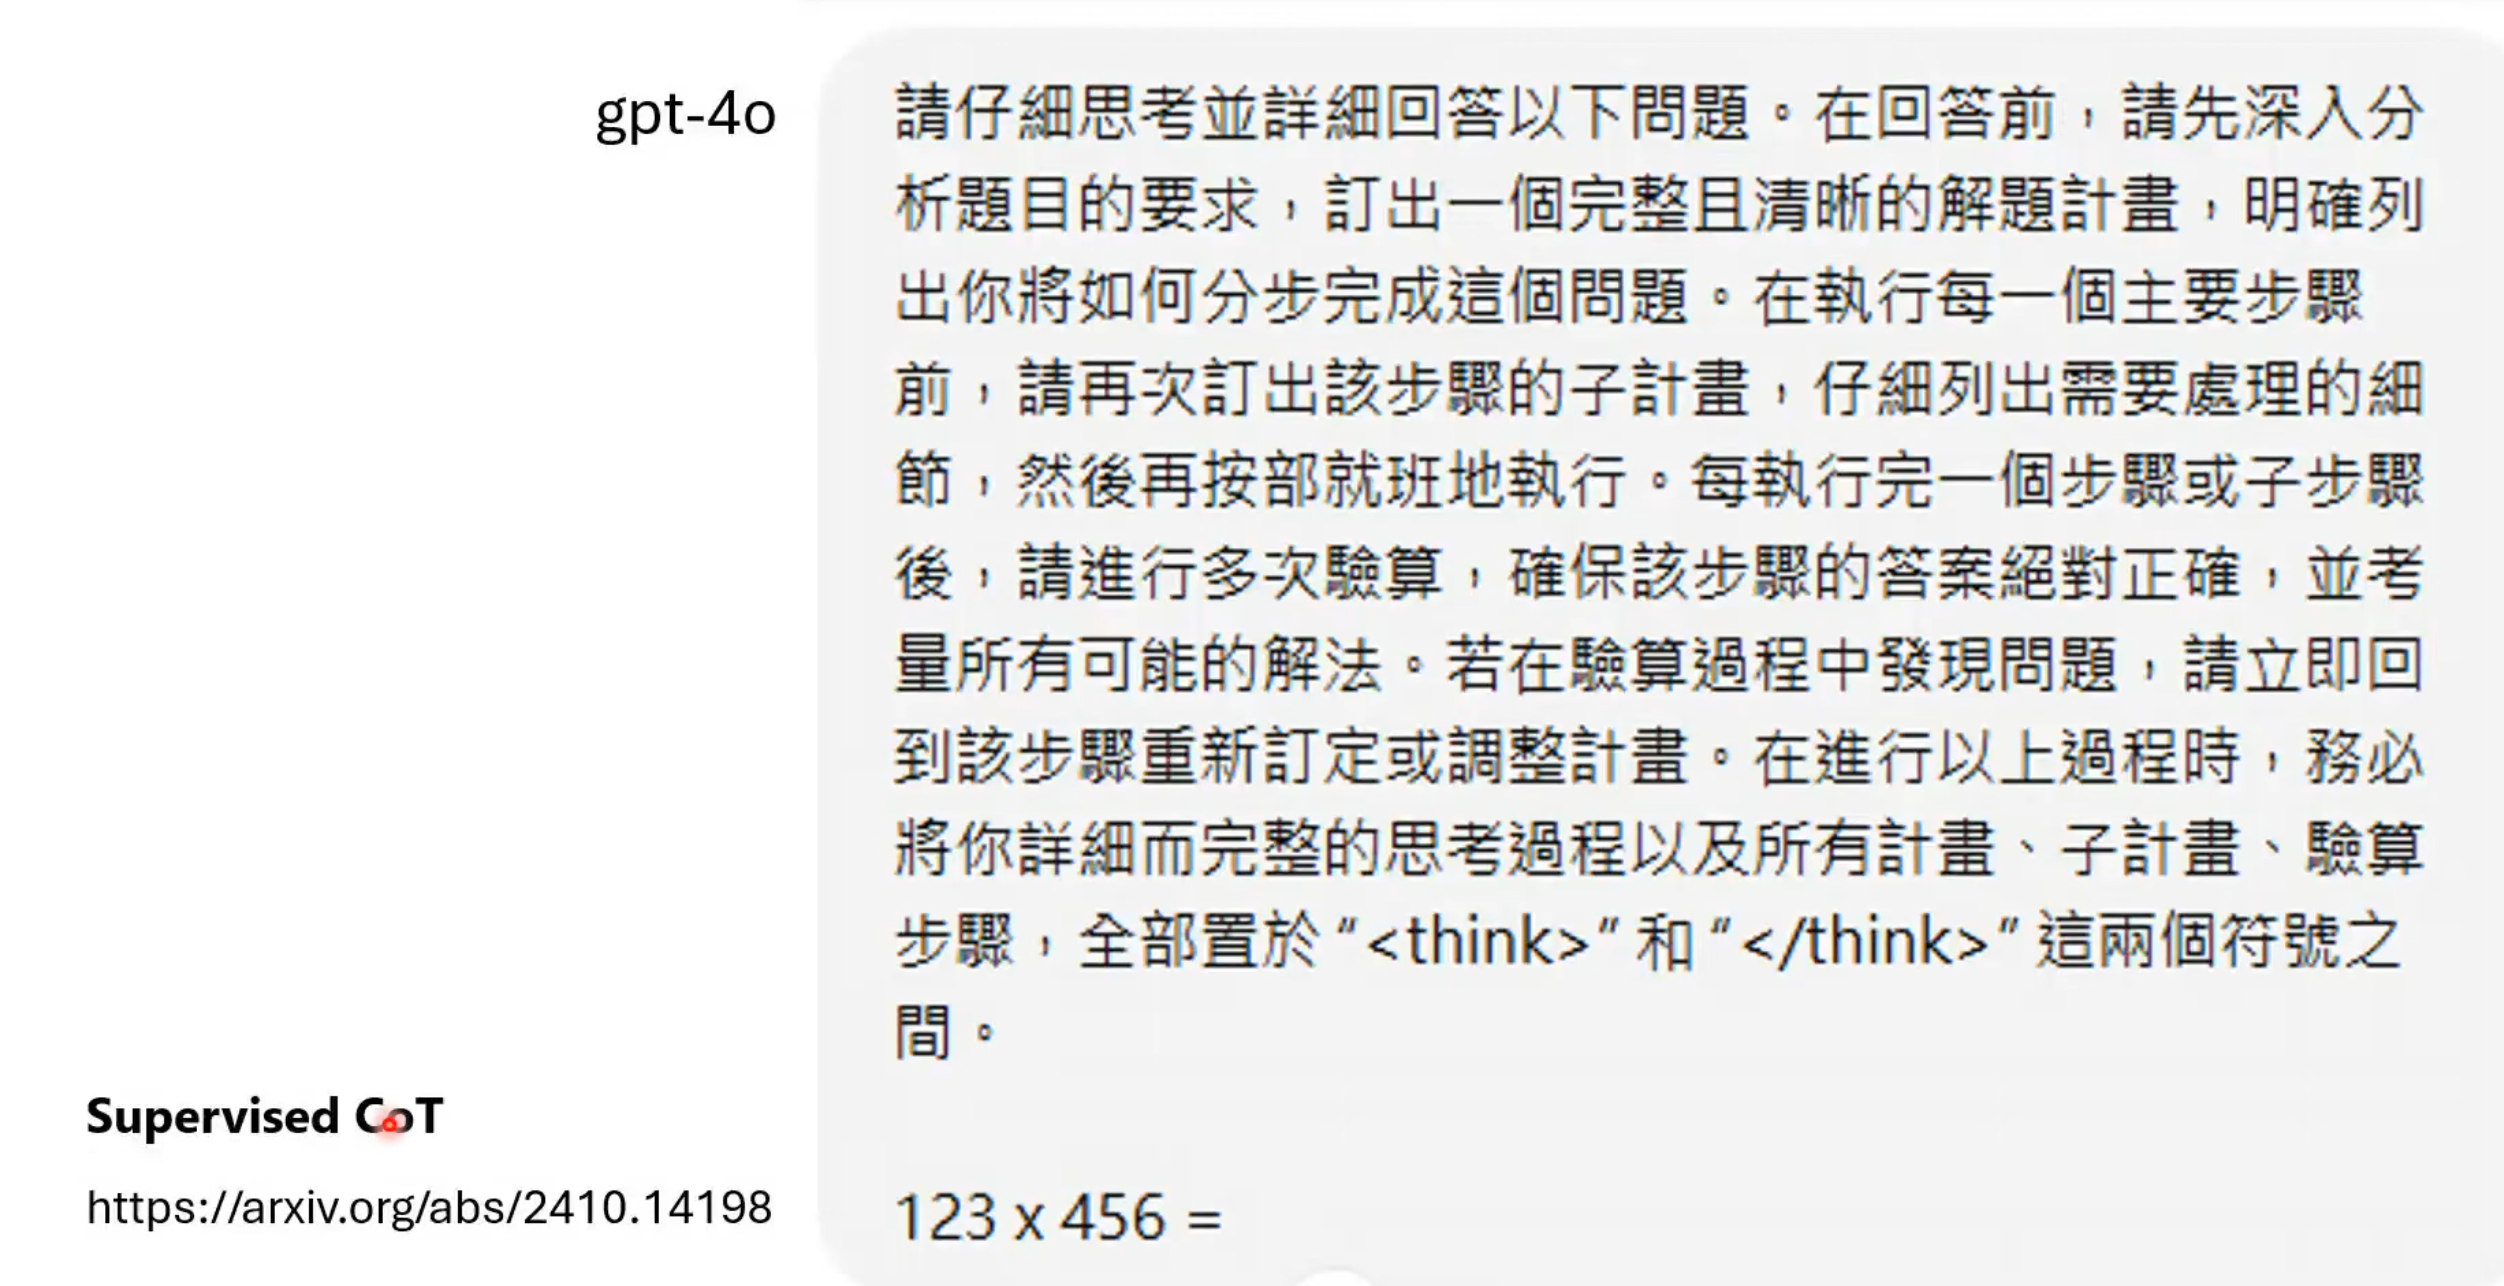 gpt-4o
請仔細思考並詳細回答以下問題。在回答前，請先深入分
析題目的要求，訂出一個完整且清晰的解題計畫，明確列
出你將如何分步完成這個問題。在執行每一個主要步驟
前，請再次訂出該步驟的子計畫，仔細列出需要處理的細
節，然後再按部就班地執行。每執行完一個步驟或子步驟
後，請進行多次驗算，確保該步驟的答案絕對正確，並考
量所有可能的解法。若在驗算過程中發現問題，請立即回
到該步驟重新訂定或調整計畫。在進行以上過程時，務必
將你詳細而完整的思考過程以及所有計畫、子計畫、驗算
步驟，全部置於 "<think>" 和 "</think>" 這兩個符號之
間。
123 x 456 =
Supervised CoT
https://arxiv.org/abs/2410.14198